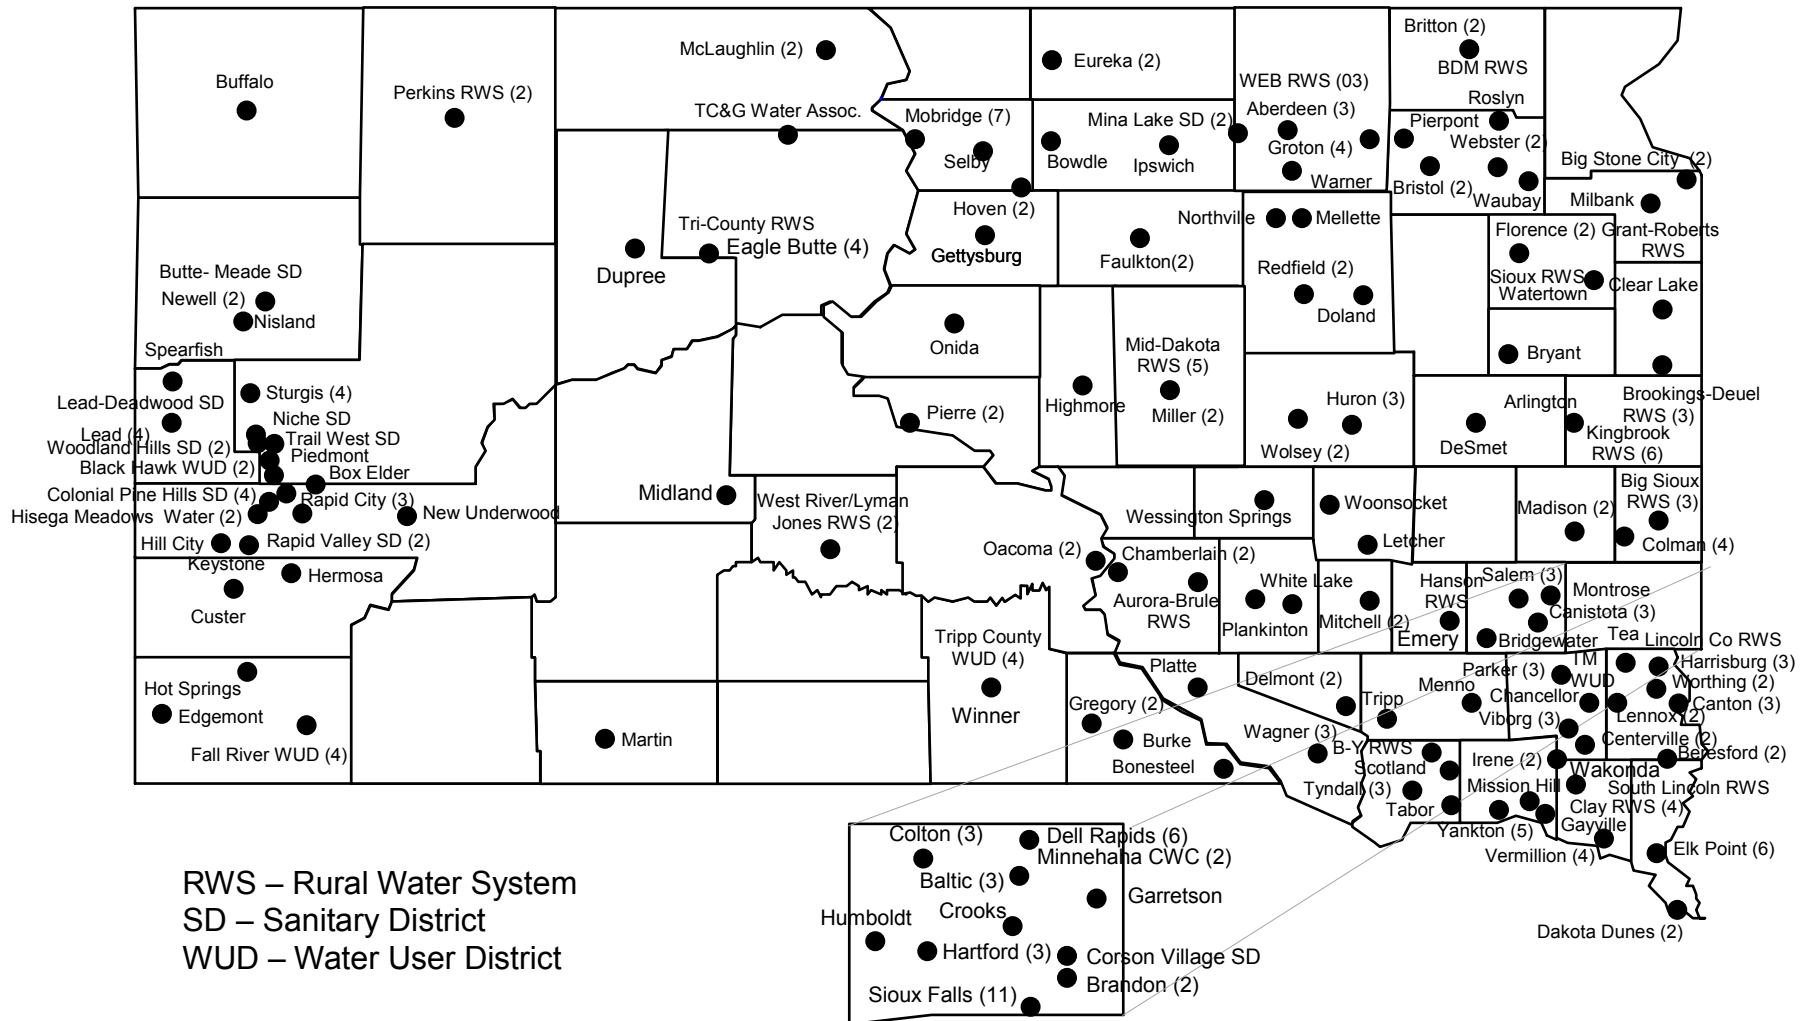 Britton (2)
McLaughlin (2)
Eureka (2)
BDM RWS
Buffalo
WEB RWS (03)
Perkins RWS (2)
Roslyn
TC&G Water Assoc.
Mobridge (7)
Mina Lake SD (2)
Aberdeen (3)
Pierpont
Groton (4)
Webster (2)
Selby
Bowdle
Ipswich
Big Stone City (2)
Warner
Bristol (2)
Waubay
Milbank
Hoven (2)
Northville
Mellette
Tri-County RWS
Eagle Butte (4)
Gettysburg
Florence (2)
Grant-Roberts
RWS
Faulkton(2)
Redfield (2)
Dupree
Butte- Meade SD
Newell (2)
Nisland
Sioux RWS
Watertown
Clear Lake
Doland
Spearfish
Onida
Mid-Dakota
RWS (5)
Bryant
Sturgis (4)
Lead-Deadwood SD
Niche SD
Lead (4)
Trail West SD
Woodland Hills SD (2)
Piedmont
Black Hawk WUD (2)
Box Elder
Pierre (2)
Highmore
Miller (2)
Huron (3)
Wolsey (2)
Arlington
DeSmet
Brookings-Deuel
RWS (3)
Kingbrook
RWS (6)
Colonial Pine Hills SD (4)
Rapid City (3)
Hisega Meadows Water (2)
New Underwood
Midland
West River/Lyman
Jones RWS (2)
Wessington Springs
Woonsocket
Madison (2)
Big Sioux
RWS (3)
Hill City
Rapid Valley SD (2)
Letcher
Colman (4)
Keystone
Hermosa
Custer
Oacoma (2)
Chamberlain (2)
Aurora-Brule
RWS
White Lake
Plankinton
Mitchell (2)
Hanson
RWS
Emery
Salem (3)
Montrose
Canistota (3)
Bridgewater
Tea
Lincoln Co RWS
Tripp County
WUD (4)
Winner
Platte
Delmont (2)
Parker (3)
TM
WUD
Harrisburg (3)
Worthing (2)
Hot Springs
Edgemont
Fall River WUD (4)
Martin
Gregory (2)
Burke
Bonesteel
Tripp
Menno
Chancellor
Canton (3)
Viborg (3)
Lennox (2)
Wagner (3)
B-Y RWS
Scotland
Centerville (2)
Beresford (2)
Irene (2)
Wakonda
Tyndall (3)
Tabor
Mission Hill
South Lincoln RWS
Clay RWS (4)
Yankton (5)
Gayville
Vermillion (4)
Elk Point (6)
Dakota Dunes (2)
Colton (3)
Dell Rapids (6)
Minnehaha CWC (2)
Baltic (3)
Garretson
Crooks
Humboldt
Hartford (3)
Corson Village SD
Brandon (2)
Sioux Falls (11)
RWS – Rural Water System
SD – Sanitary District
WUD – Water User District